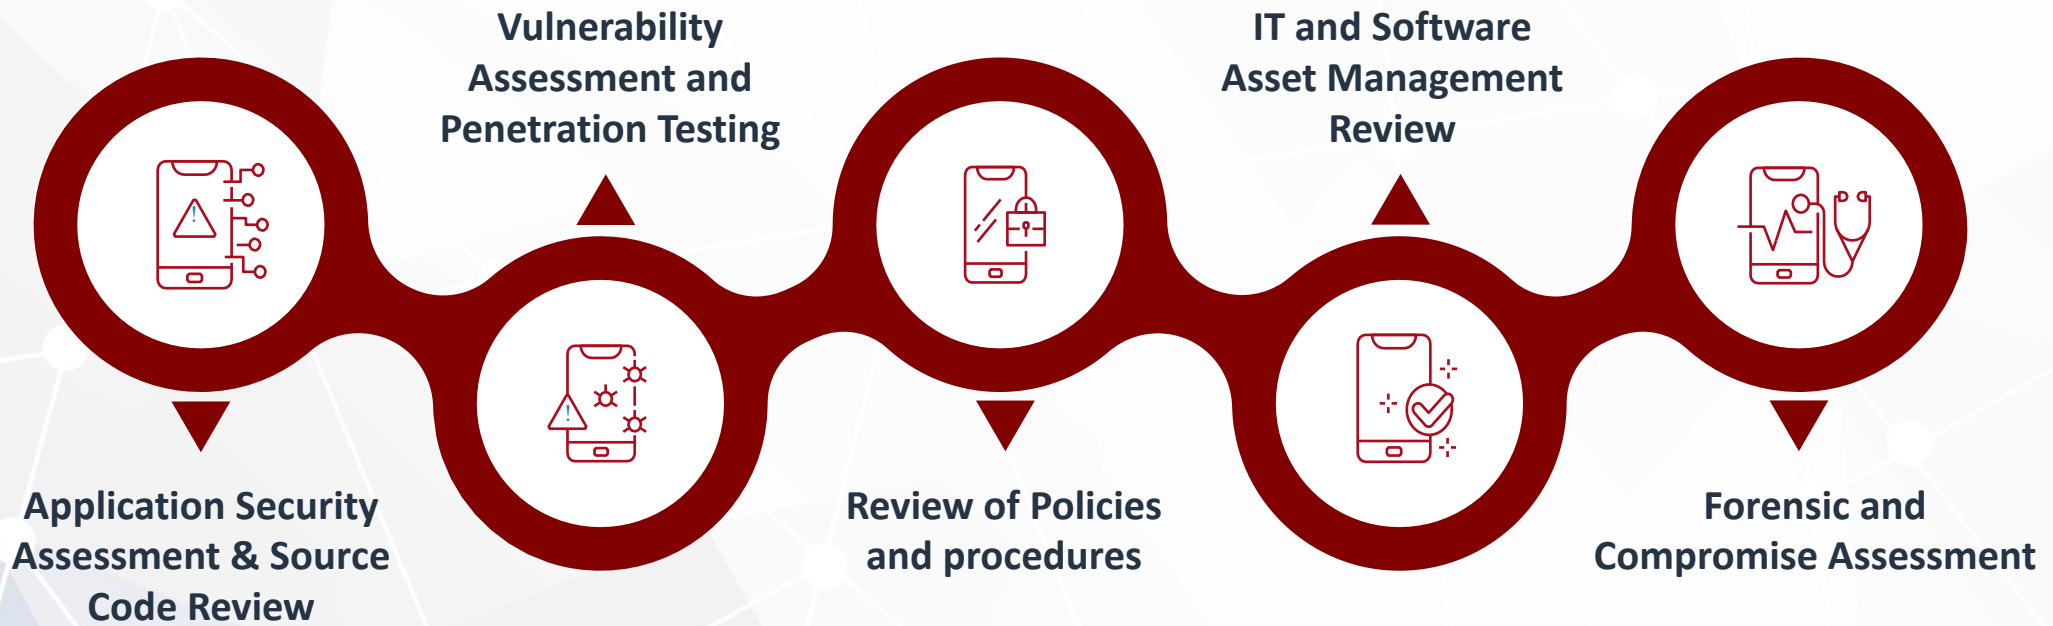 Vulnerability
Assessment and
Penetration Testing
IT and Software
Asset Management
Review
Application Security
Assessment & Source
Code Review
Review of Policies
and procedures
Forensic and
Compromise Assessment